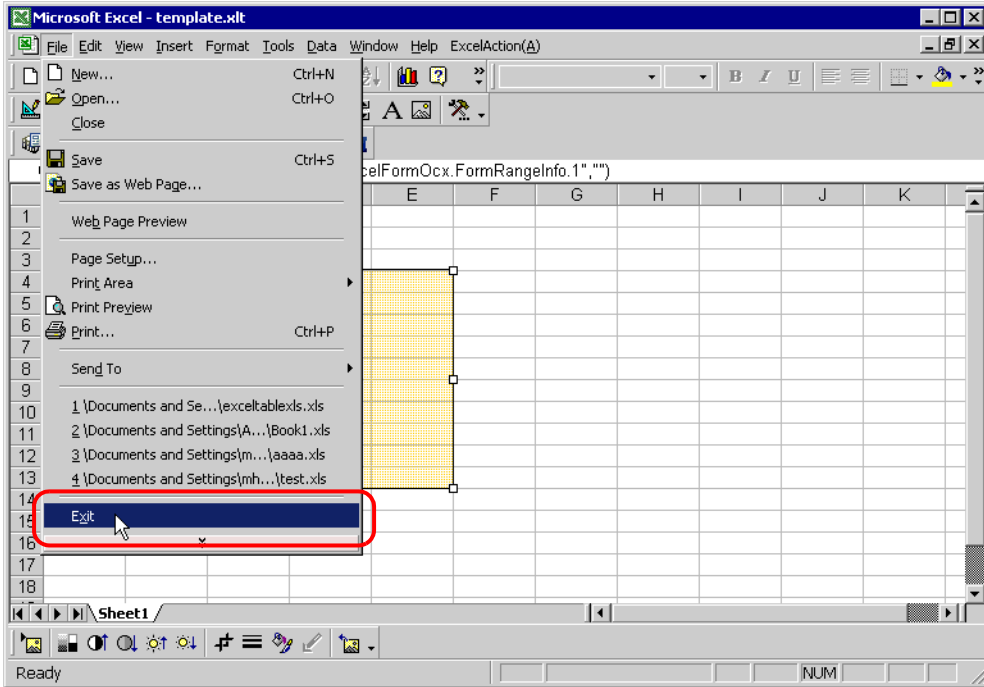 Microsoft Excel - template.xlt
File Edit View Insert Format Tools Data Window Help ExcelAction(A)
B I U
A
celFormOcx.FormRangeInfo.1","")
New... Ctrl+N
Open... Ctrl+O
Close
Save Ctrl+S
Save as Web Page...
Web Page Preview
Page Setup...
Print Area
Print Preview
Print... Ctrl+P
Send To
1 \Documents and Se...\exceltablexls.xls
2 \Documents and Settings\A...\Book1.xls
3 \Documents and Settings\m...\aaaa.xls
4 \Documents and Settings\mh...\test.xls
Exit
E F G H I J K
1
2
3
4
5
6
7
8
9
10
11
12
13
14
15
16
17
18
Sheet1
Ready NUM